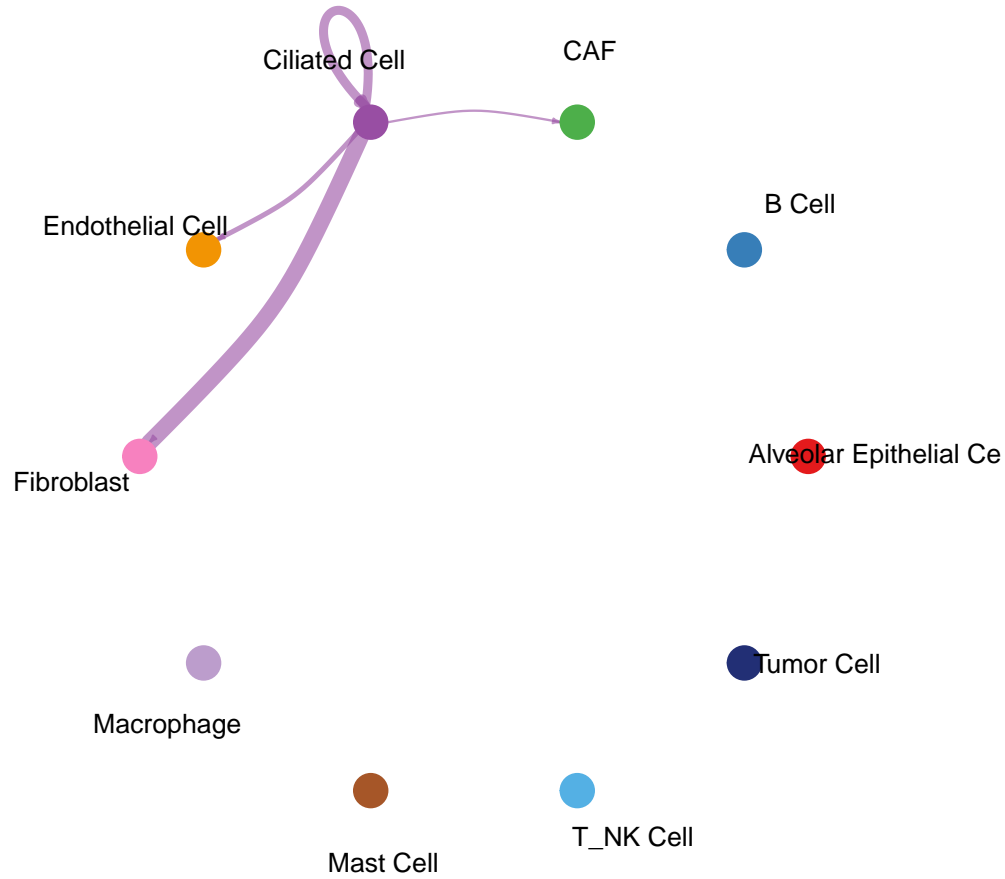 CAF
Ciliated Cell
B Cell
Endothelial Cell
Alveolar Epithelial Ce
Fibroblast
Tumor Cell
Macrophage
T_NK Cell
Mast Cell